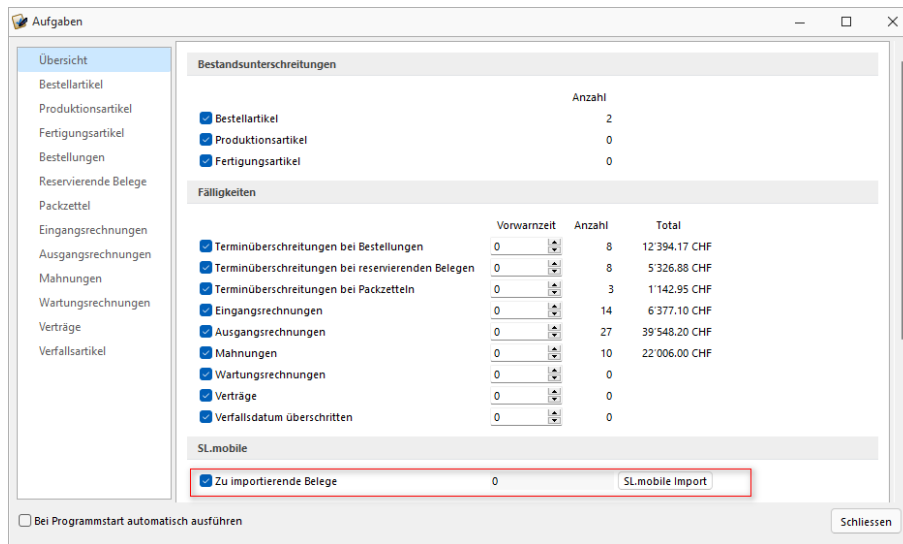 Aufgaben
Übersicht
Bestellartikel
Produktionsartikel
Fertigungsartikel
Bestellungen
Reservierende Belege
Packzettel
Eingangsrechnungen
Ausgangsrechnungen
Mahnungen
Wartungsrechnungen
Verträge
Verfallsartikel
Bestandsunterschreitungen
Anzahl
Bestellartikel 2
Produktionsartikel 0
Fertigungsartikel 0
Fälligkeiten
Vorwarnzeit Anzahl Total
Terminüberschreitungen bei Bestellungen 0 8 12'394.17 CHF
Terminüberschreitungen bei reservierenden Belegen 0 8 5'326.88 CHF
Terminüberschreitungen bei Packzetteln 0 3 1'142.95 CHF
Eingangsrechnungen 0 14 6'377.10 CHF
Ausgangsrechnungen 0 27 39'548.20 CHF
Mahnungen 0 10 22'006.00 CHF
Wartungsrechnungen 0 0
Verträge 0 0
Verfallsdatum überschritten 0 0
SL.mobile
Zu importierende Belege 0 SL.mobile Import
Bei Programmstart automatisch ausführen
Schliessen